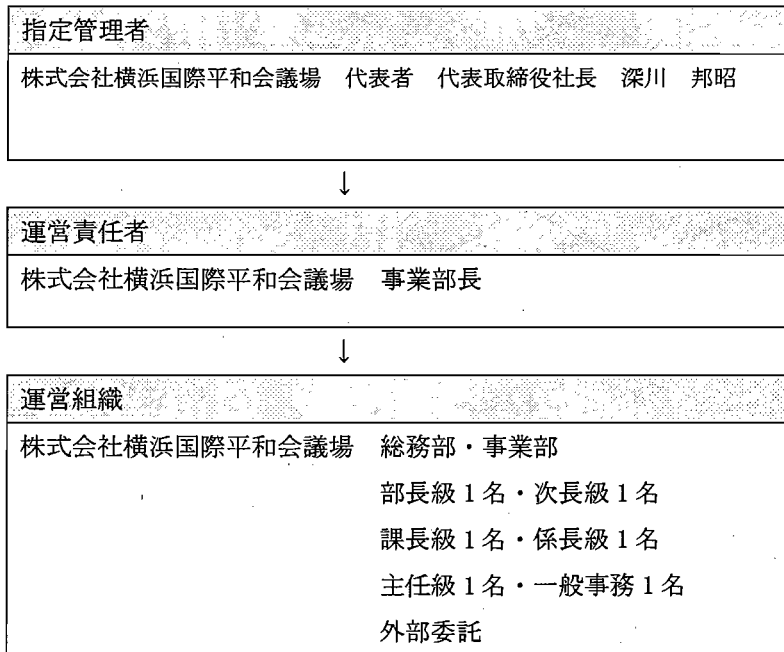 指定管理者
株式会社横浜国際平和会議場　代表者　代表取締役社長　深川　邦昭
↓
運営責任者
株式会社横浜国際平和会議場　事業部長
↓
運営組織
株式会社横浜国際平和会議場　総務部・事業部
部長級1名・次長級1名
課長級1名・係長級1名
主任級1名・一般事務1名
外部委託